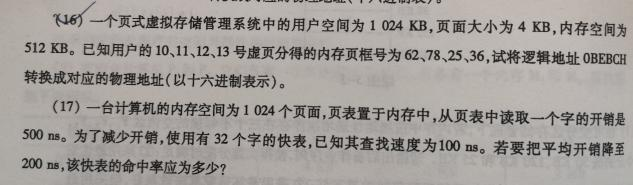 (16) 一个页式虚拟存储管理系统中的用户空间为 1 024 KB，页面大小为 4 KB，内存空间为
512 KB。已知用户的 10、11、12、13 号虚页分得的内存页框号为 62、78、25、36，试将逻辑地址 0BEBCH
转换成对应的物理地址(以十六进制表示)。
(17) 一台计算机的内存空间为 1 024 个页面，页表置于内存中，从页表中读取一个字的开销是
500 ns。为了减少开销，使用有 32 个字的快表，已知其查找速度为100 ns。若要把平均开销降至
200 ns，该快表的命中率应为多少?